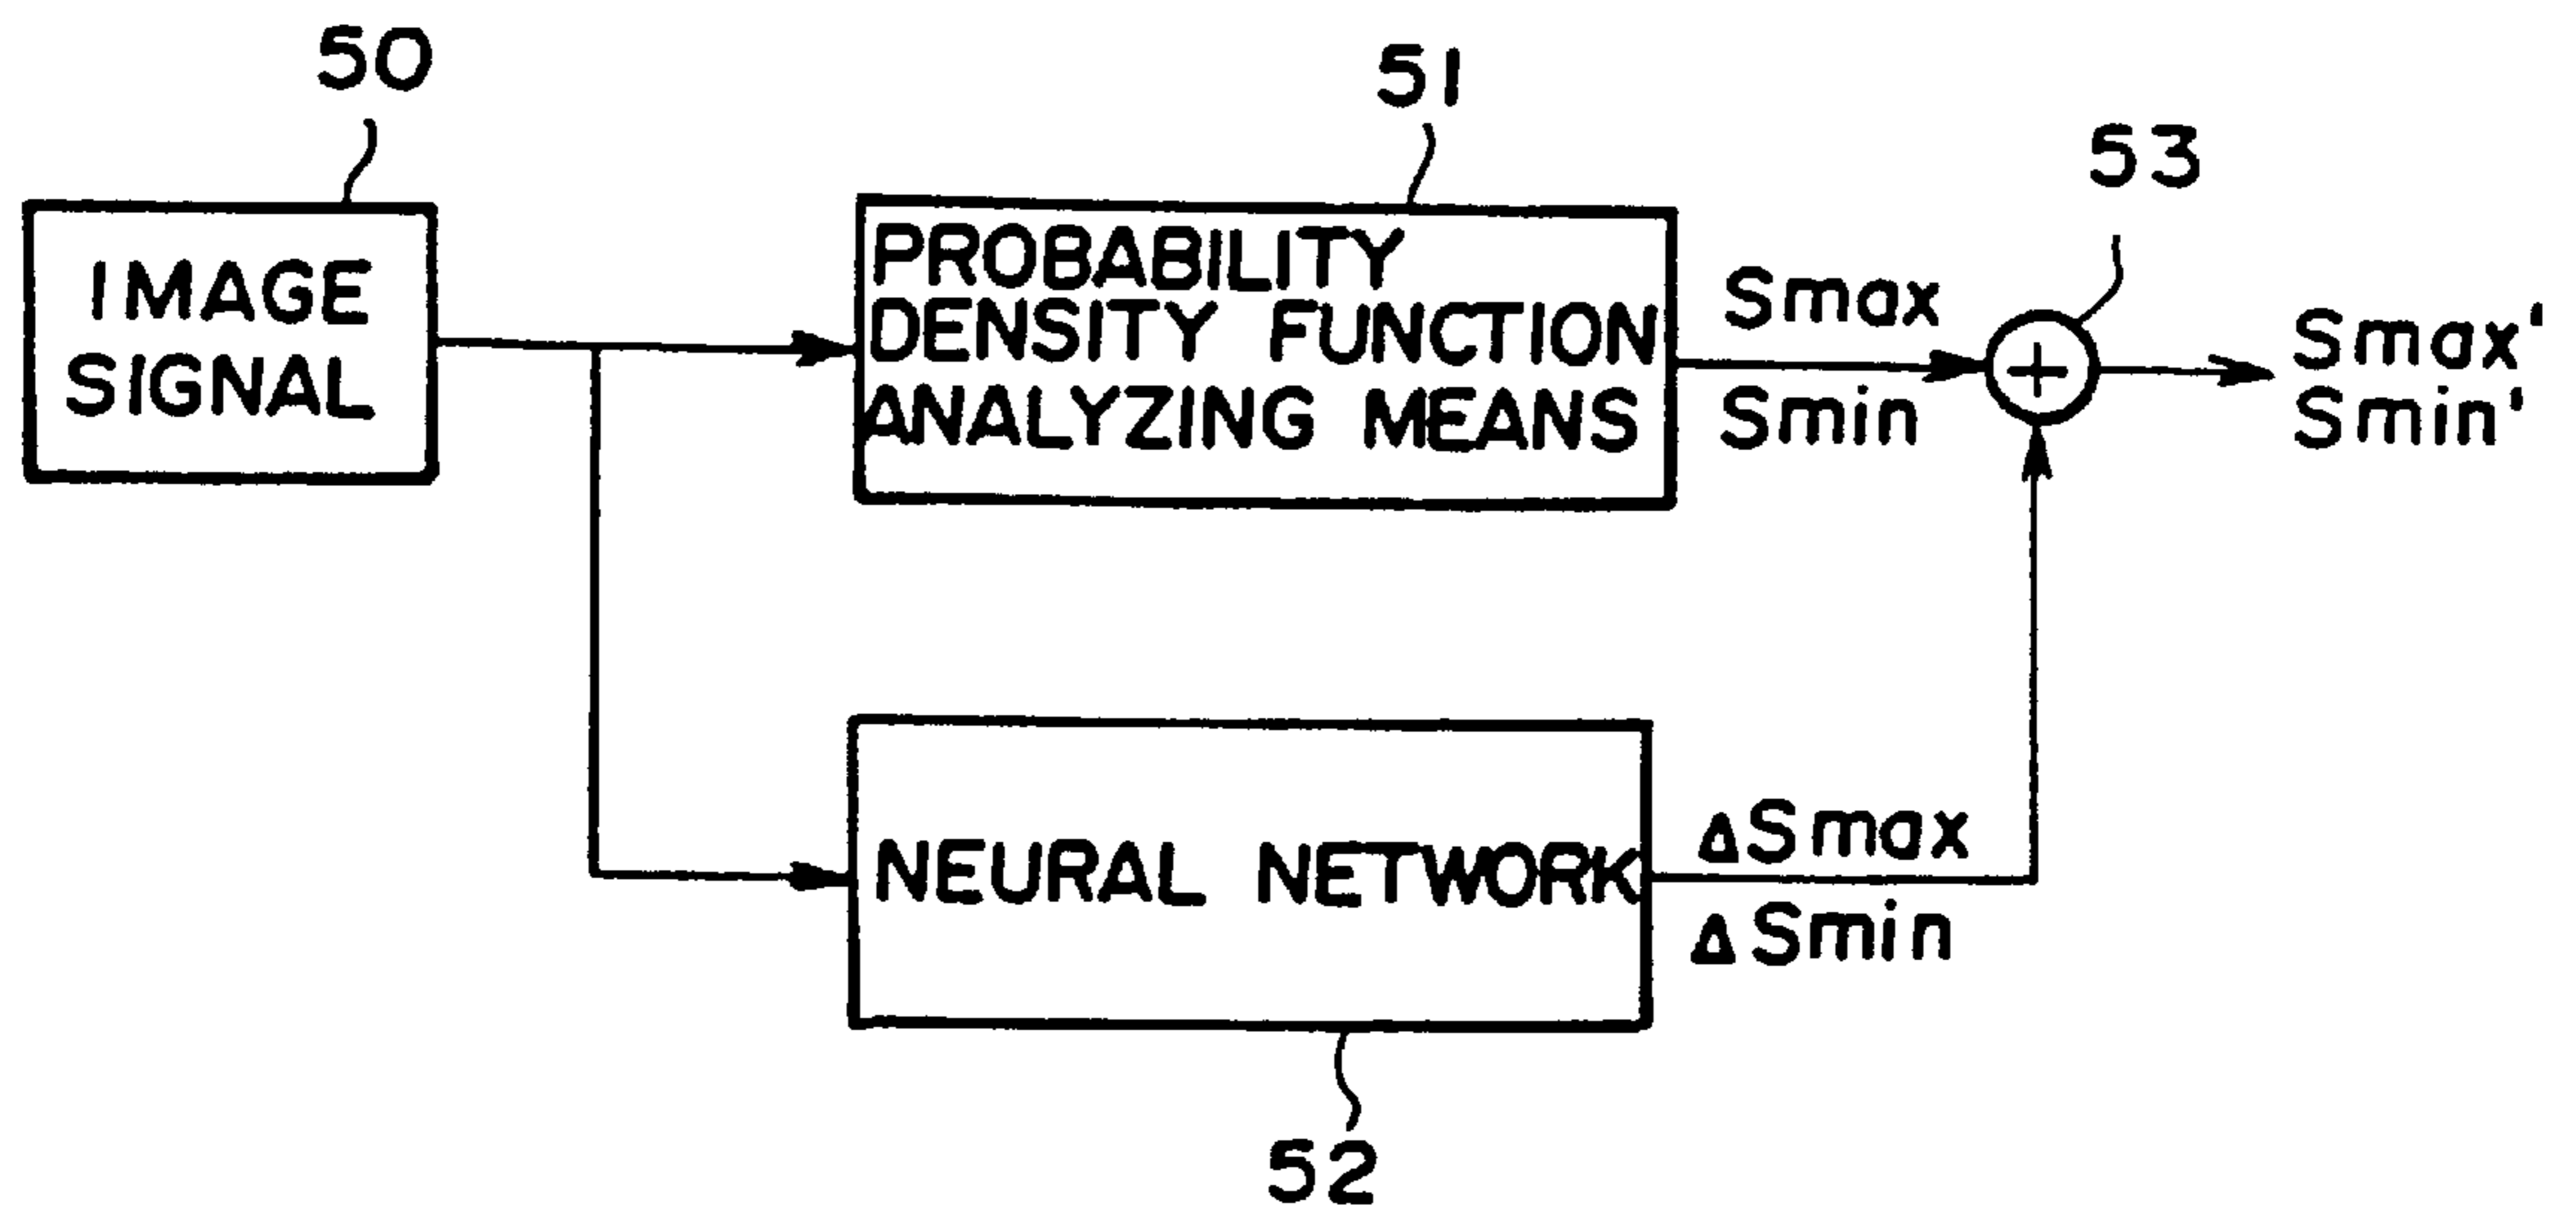 50
51
53
IMAGE
SIGNAL
PROBABILITY
DENSITY FUNCTION
ANALYZING MEANS
Smax
Smin
+
Smax'
Smin'
NEURAL NETWORK
ΔSmax
ΔSmin
52